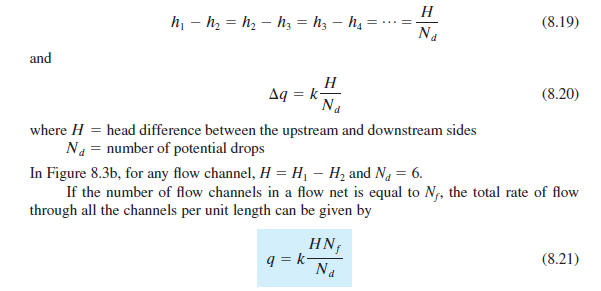 h₁ − h₂ = h₂ − h₃ = h₃ − h₄ = ··· = H/N_d (8.19)
and
Δq = k H/N_d (8.20)
where H = head difference between the upstream and downstream sides
N_d = number of potential drops
In Figure 8.3b, for any flow channel, H = H₁ − H₂ and N_d = 6.
If the number of flow channels in a flow net is equal to N_f, the total rate of flow
through all the channels per unit length can be given by
q = k HN_f/N_d (8.21)